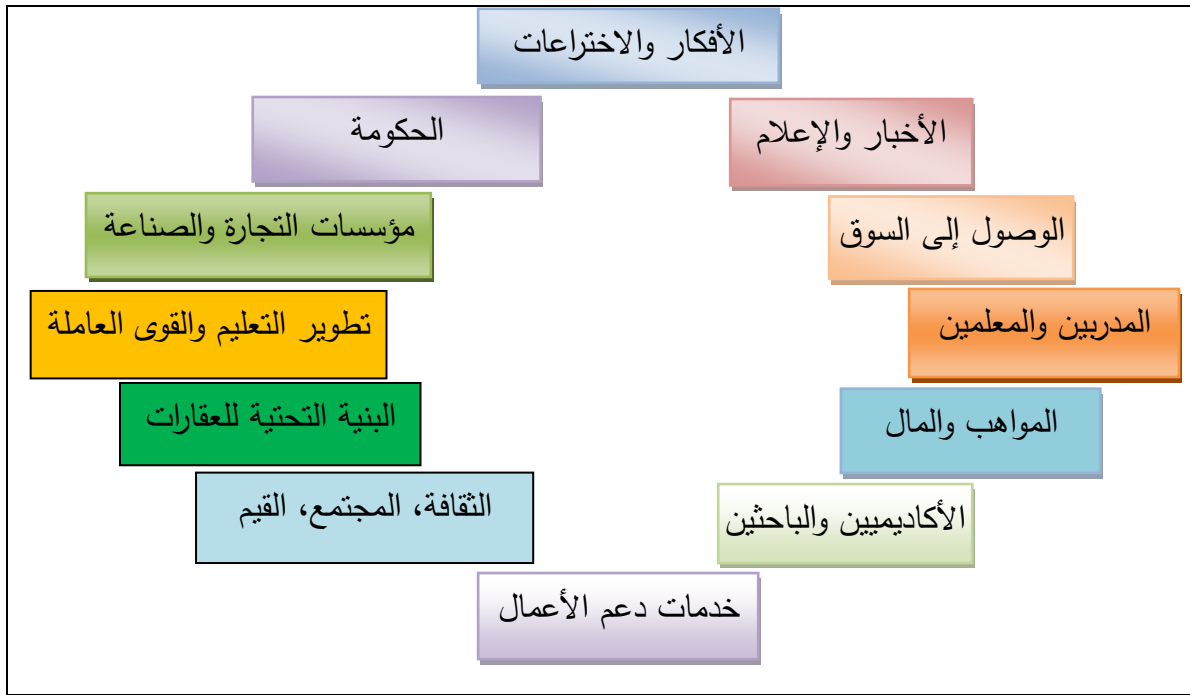 الأفكار والاختراعات
الأخبار والإعلام
الحكومة
الوصول إلى السوق
مؤسسات التجارة والصناعة
المدربين والمعلمين
تطوير التعليم والقوى العاملة
المواهب والمال
البنية التحتية للعقارات
الأكاديميين والباحثين
الثقافة، المجتمع، القيم
خدمات دعم الأعمال